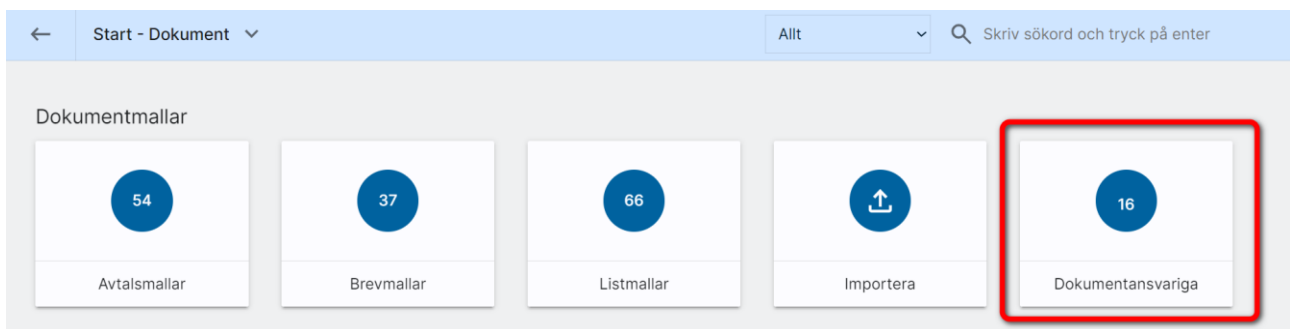 Start - Dokument
Allt
Skriv sökord och tryck på enter
Dokumentmallar
54
37
66
16
Avtalsmallar
Brevmallar
Listmallar
Importera
Dokumentansvariga